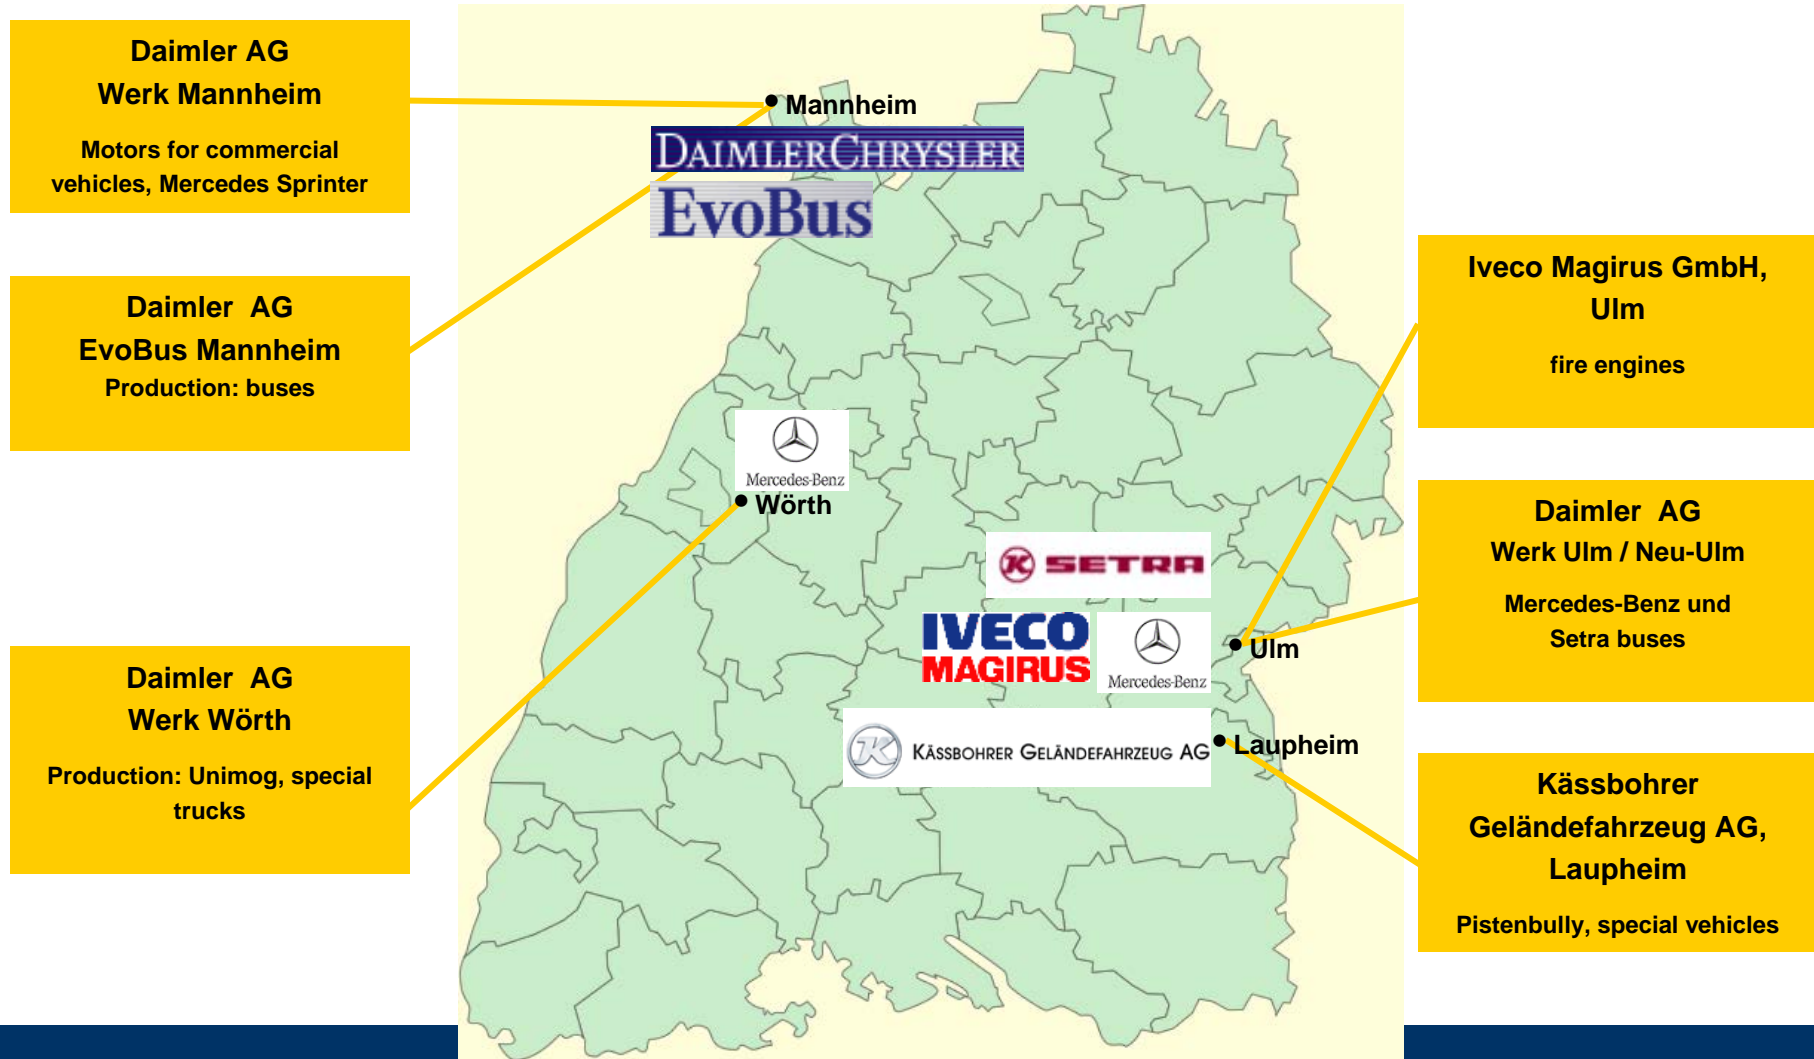 Daimler AG
Werk Mannheim
Motors for commercial
vehicles, Mercedes Sprinter
Daimler AG
EvoBus Mannheim
Production: buses
Daimler AG
Werk Wörth
Production: Unimog, special
trucks
Mannheim
DAIMLERCHRYSLER
EvoBus
Mercedes-Benz
Wörth
K SETRA
IVECO
MAGIRUS
Mercedes-Benz
Ulm
K KÄSSBOHRER GELÄNDEFAHRZEUG AG
Laupheim
Iveco Magirus GmbH,
Ulm
fire engines
Daimler AG
Werk Ulm / Neu-Ulm
Mercedes-Benz und
Setra buses
Kässbohrer
Geländefahrzeug AG,
Laupheim
Pistenbully, special vehicles